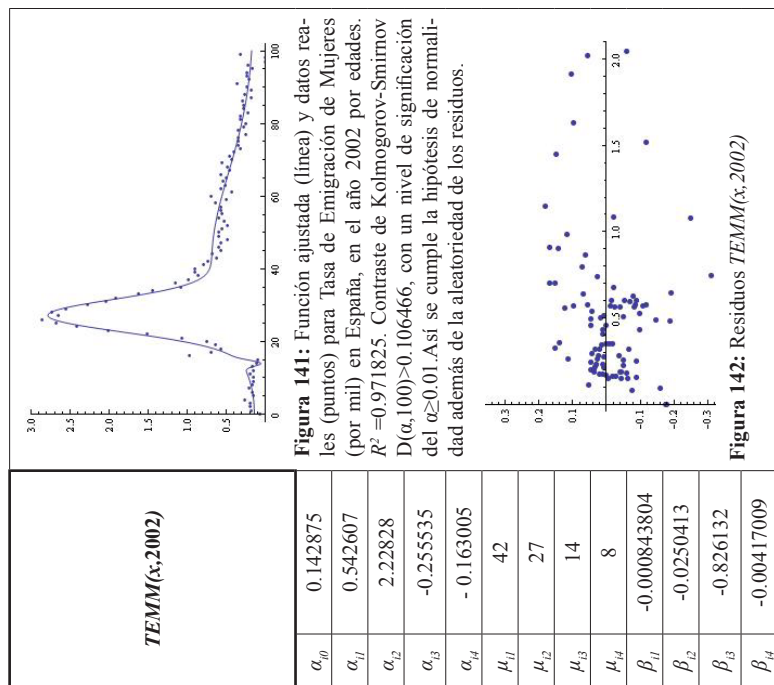 TEMM(x,2002)
α_i0 0.142875
α_i1 0.542607
α_i2 2.22828
α_i3 -0.255535
α_i4 - 0.163005
μ_i1 42
μ_i2 27
μ_i3 14
μ_i4 8
β_i1 -0.000843804
β_i2 -0.0250413
β_i3 -0.826132
β_i4 -0.00417009
3.0
2.5
2.0
1.5
1.0
0.5
0 20 40 60 80 100
Figura 141: Función ajustada (línea) y datos rea-
les (puntos) para Tasa de Emigración de Mujeres
(por mil) en España, en el año 2002 por edades.
R² =0.971825. Contraste de Kolmogorov-Smirnov
D(α,100)>0.106466, con un nivel de significación
del α≥0.01. Así se cumple la hipótesis de normali-
dad además de la aleatoriedad de los residuos.
0.3
0.2
0.1
0.5 1.0 1.5 2.0
-0.1
-0.2
-0.3
Figura 142: Residuos TEMM(x,2002)